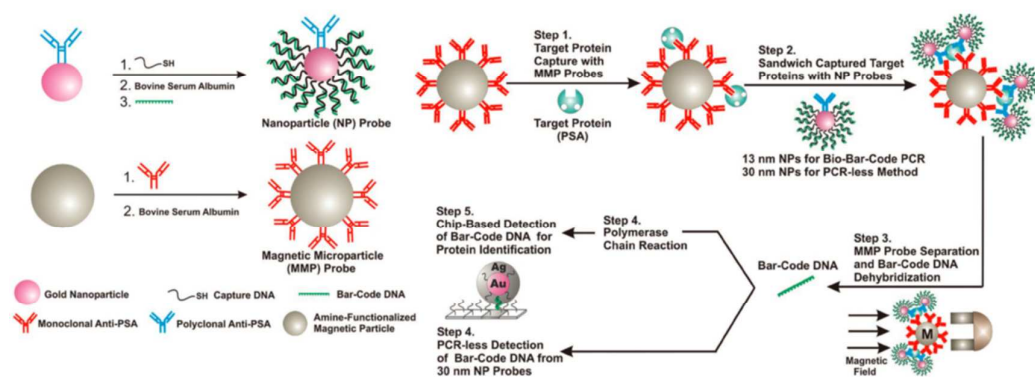 1. SH
2. Bovine Serum Albumin
3.
Nanoparticle (NP) Probe
1.
2. Bovine Serum Albumin
Magnetic Microparticle
(MMP) Probe
Gold Nanoparticle
SH Capture DNA
Bar-Code DNA
Monoclonal Anti-PSA
Polyclonal Anti-PSA
Amine-Functionalized
Magnetic Particle
Step 1.
Target Protein
Capture with
MMP Probes
Target Protein
(PSA)
Step 2.
Sandwich Captured Target
Proteins with NP Probes
13 nm NPs for Bio-Bar-Code PCR
30 nm NPs for PCR-less Method
Step 3.
MMP Probe Separation
and Bar-Code DNA
Dehybridization
M
Magnetic
Field
Bar-Code DNA
Step 4.
Polymerase
Chain Reaction
Step 5.
Chip-Based Detection
of Bar-Code DNA for
Protein Identification
Ag
Au
Step 4.
PCR-less Detection
of Bar-Code DNA from
30 nm NP Probes